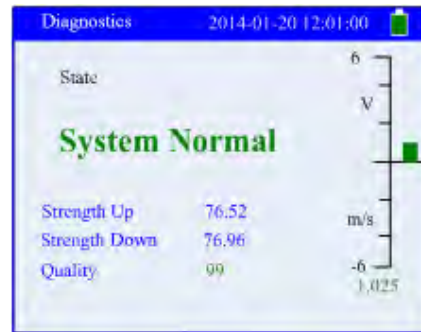 Diagnostics 2014-01-20 12:01:00
6
State
V
System Normal
Strength Up 76.52
m/s
Strength Down 76.96
Quality 99
-6
1.025